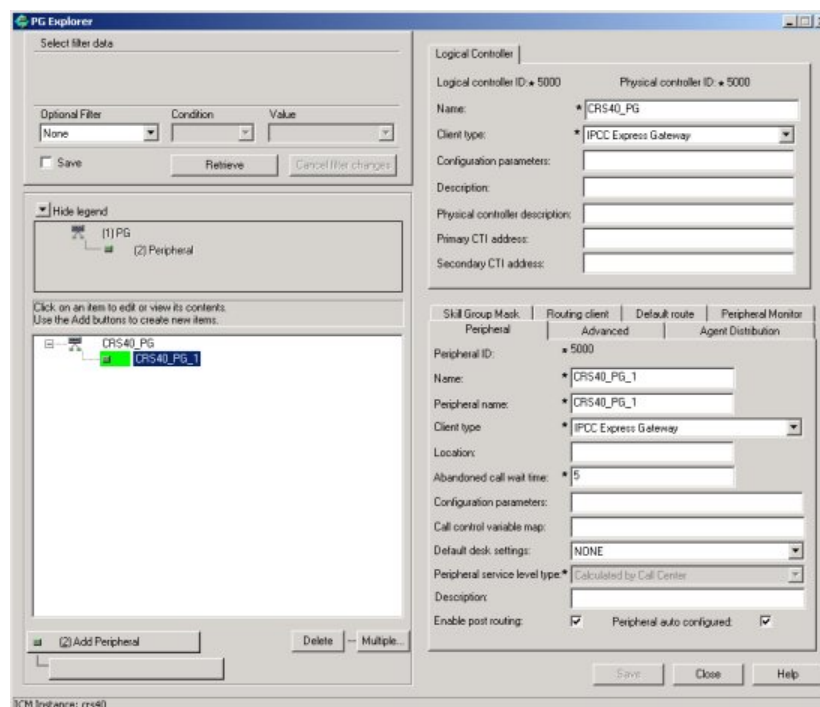 PG Explorer
Select filter data
Optional Filter Condition Value
None
Save Retrieve Cancel filter changes
Hide legend
(1) PG
(2) Peripheral
Click on an item to edit or view its contents.
Use the Add buttons to create new items.
CRS40_PG
CRS40_PG_1
(2) Add Peripheral Delete Multiple...
Logical Controller
Logical controller ID: * 5000 Physical controller ID: * 5000
Name: * CRS40_PG
Client type: * IPCC Express Gateway
Configuration parameters:
Description:
Physical controller description:
Primary CTI address:
Secondary CTI address:
Skill Group Mask Routing client Default route Peripheral Monitor
Peripheral Advanced Agent Distribution
Peripheral ID: * 5000
Name: * CRS40_PG_1
Peripheral name: * CRS40_PG_1
Client type * IPCC Express Gateway
Location:
Abandoned call wait time: * 5
Configuration parameters:
Call control variable map:
Default desk settings: NONE
Peripheral service level type:* Calculated by Call Center
Description:
Enable post routing: Peripheral auto configured:
Save Close Help
ICM Instance: crs40